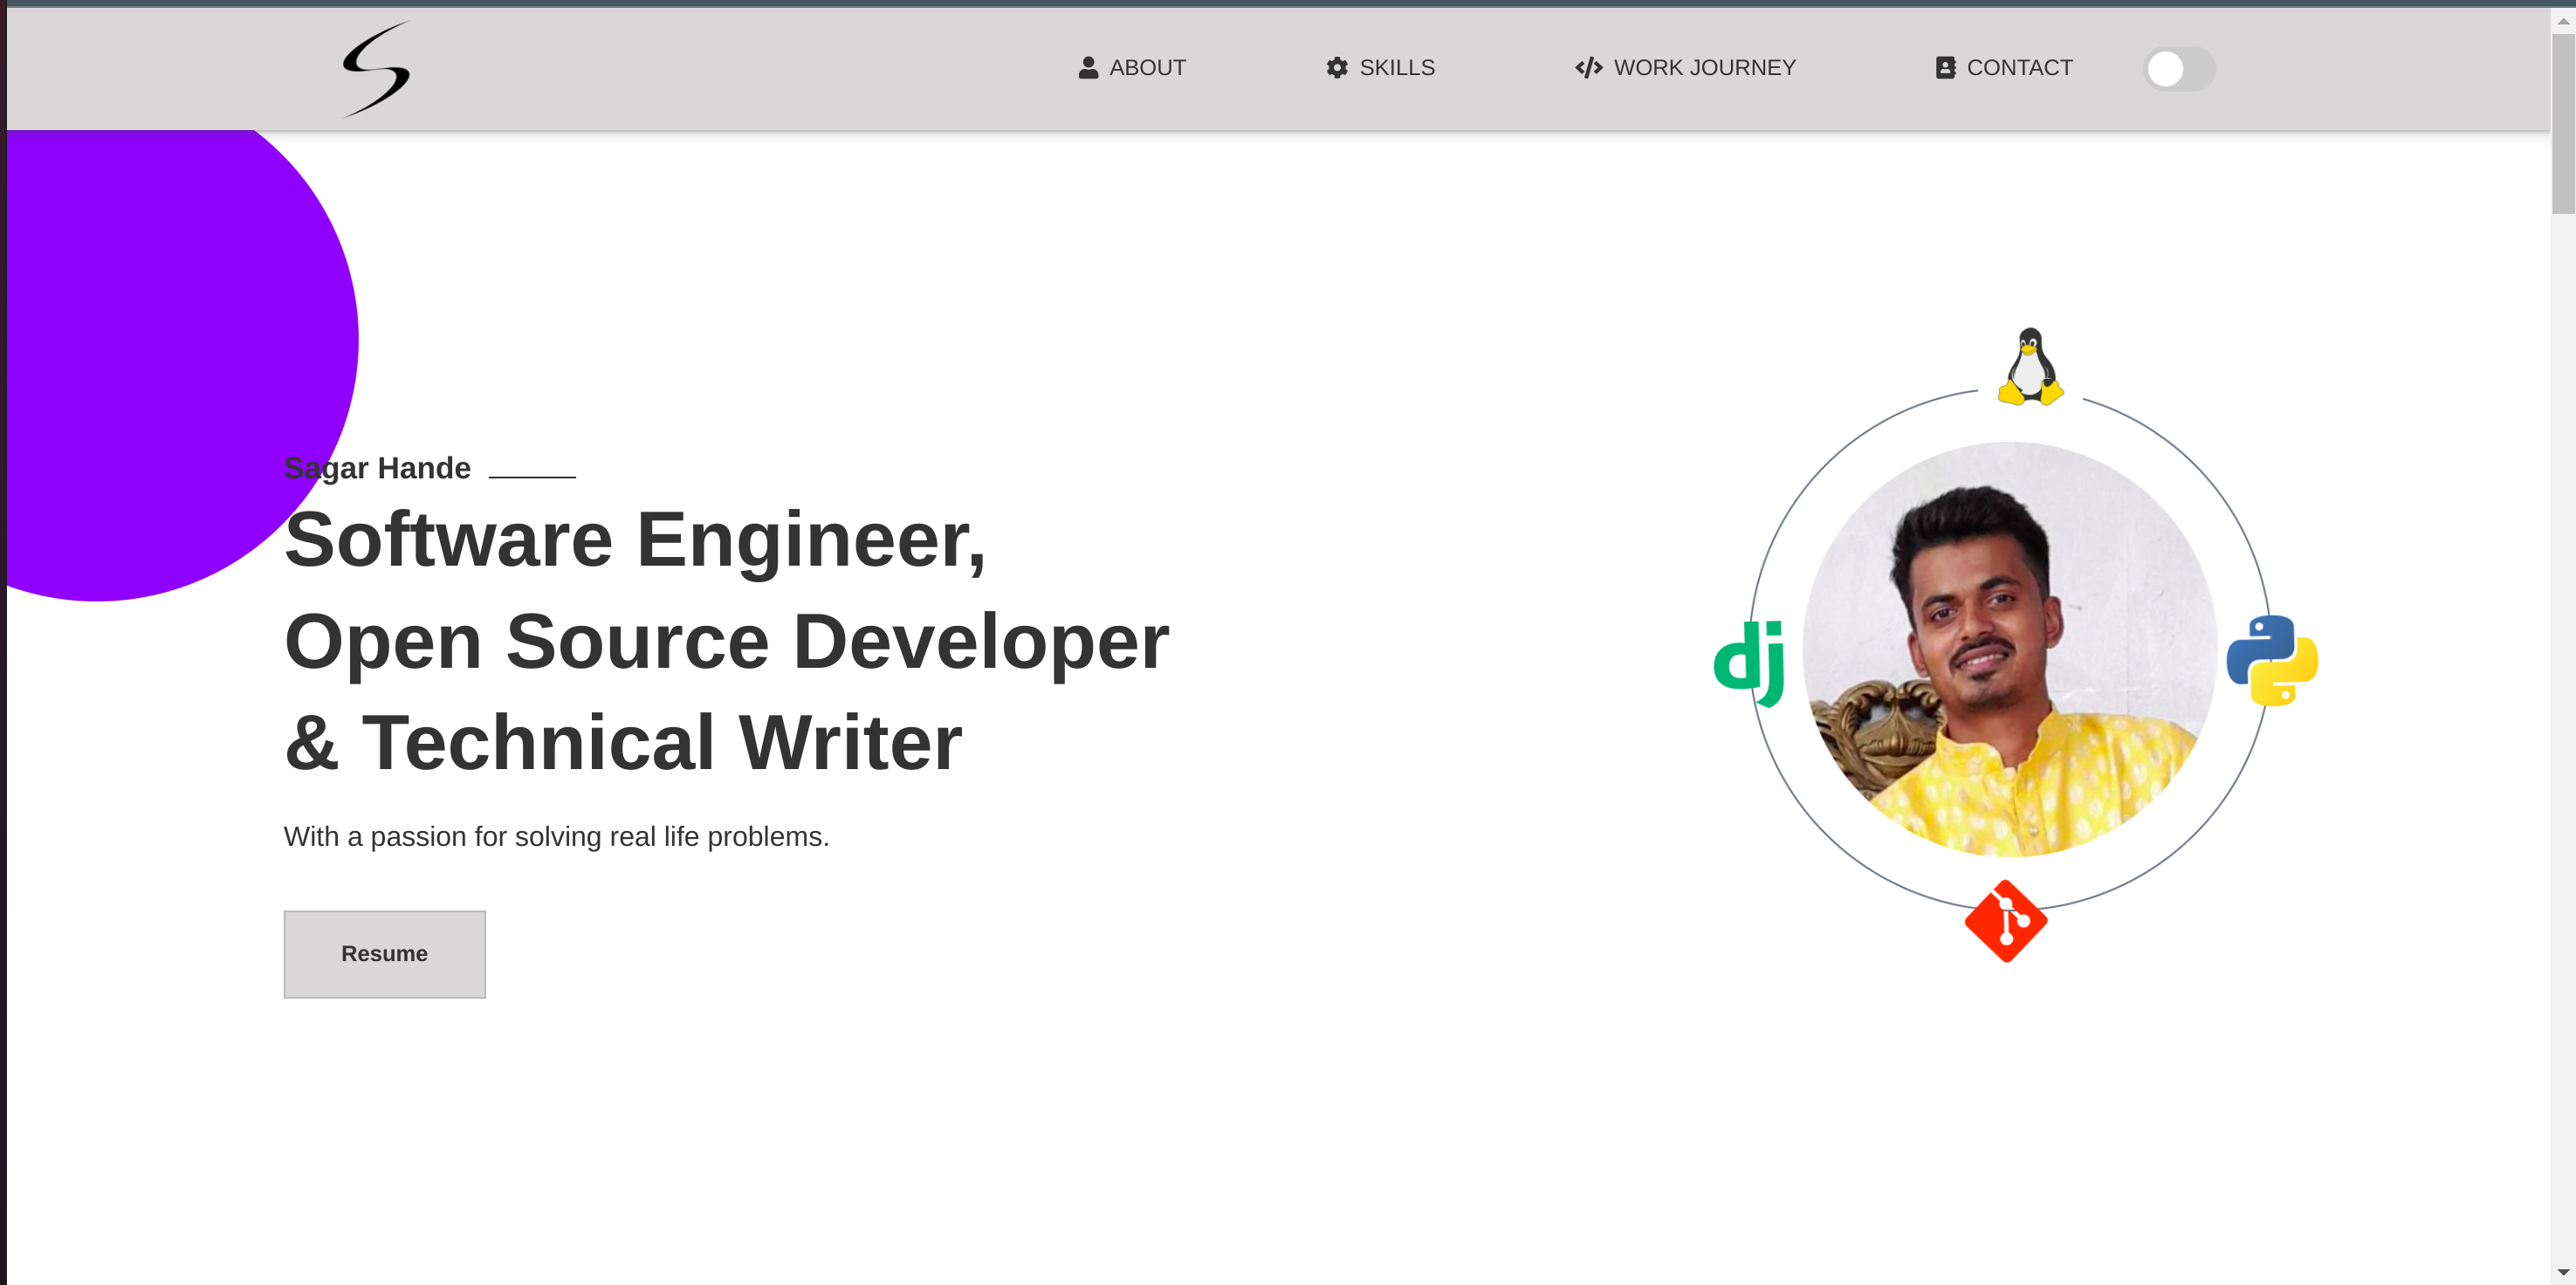 S
ABOUT
SKILLS
WORK JOURNEY
CONTACT
Sagar Hande
Software Engineer,
Open Source Developer
& Technical Writer
With a passion for solving real life problems.
Resume
dj